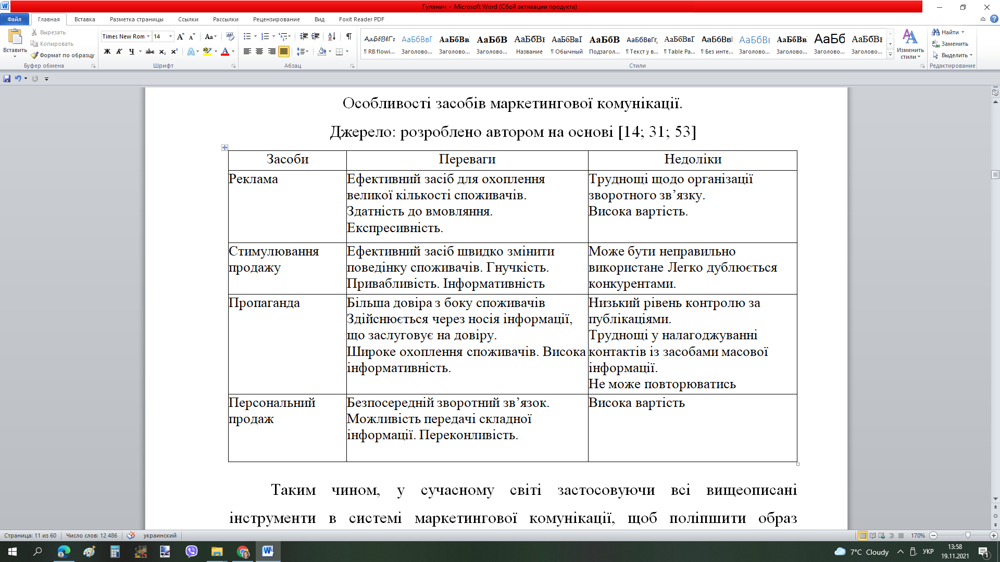 Гулянич - Microsoft Word (Сбой активации продукта)
Файл Главная Вставка Разметка страницы Ссылки Рассылки Рецензирование Вид Foxit Reader PDF
Вставить
Вырезать
Копировать
Формат по образцу
Буфер обмена
Times New Rom 14
Ж К Ч abc x₂ x²
Шрифт
Абзац
АаБбВвГг АаБбВвГ АаБбВв АаБбВ АаБбВв АаБбВвГ АаБбВ АаБбВвГг, АаБбВвГ АаБбВвІ АаБбВв АаБбВв АаБб АаБбВв
¶ RB flowi... Заголово... Заголово... Заголово... Название ¶ Обычный Подзагол... ¶ Текст у в... ¶ Table Pa... ¶ Без инте... Заголово... Заголово... Заголово... Заголово...
Стили
Изменить стили
Найти
Заменить
Выделить
Редактирование
Особливості засобів маркетингової комунікації.
Джерело: розроблено автором на основі [14; 31; 53]
Засоби Переваги Недоліки
Реклама
Ефективний засіб для охоплення
великої кількості споживачів.
Здатність до вмовляння.
Експресивність.
Труднощі щодо організації
зворотного зв’язку.
Висока вартість.
Стимулювання
продажу
Ефективний засіб швидко змінити
поведінку споживачів. Гнучкість.
Привабливість. Інформативність
Може бути неправильно
використане Легко дублюється
конкурентами.
Пропаганда
Більша довіра з боку споживачів
Здійснюється через носія інформації,
що заслуговує на довіру.
Широке охоплення споживачів. Висока
інформативність.
Низький рівень контролю за
публікаціями.
Труднощі у налагоджуванні
контактів із засобами масової
інформації.
Не може повторюватись
Персональний
продаж
Безпосередній зворотний зв’язок.
Можливість передачі складної
інформації. Переконливість.
Висока вартість
Таким чином, у сучасному світі застосовуючи всі вищеописані
інструменти в системі маркетингової комунікації, щоб поліпшити образ
Страница: 11 из 60 Число слов: 12 486 украинский 170%
7°C Cloudy УКР 13:58
19.11.2021